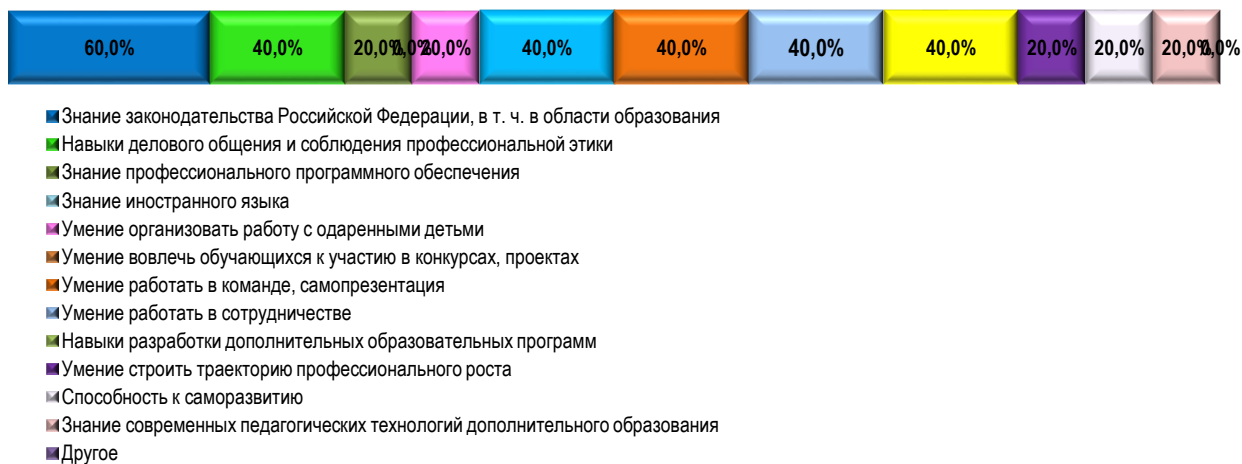 60,0% 40,0% 20,0% 0,0% 20,0% 40,0% 40,0% 40,0% 40,0% 20,0% 20,0% 20,0% 0,0%
Знание законодательства Российской Федерации, в т. ч. в области образования
Навыки делового общения и соблюдения профессиональной этики
Знание профессионального программного обеспечения
Знание иностранного языка
Умение организовать работу с одаренными детьми
Умение вовлечь обучающихся к участию в конкурсах, проектах
Умение работать в команде, самопрезентация
Умение работать в сотрудничестве
Навыки разработки дополнительных образовательных программ
Умение строить траекторию профессионального роста
Способность к саморазвитию
Знание современных педагогических технологий дополнительного образования
Другое